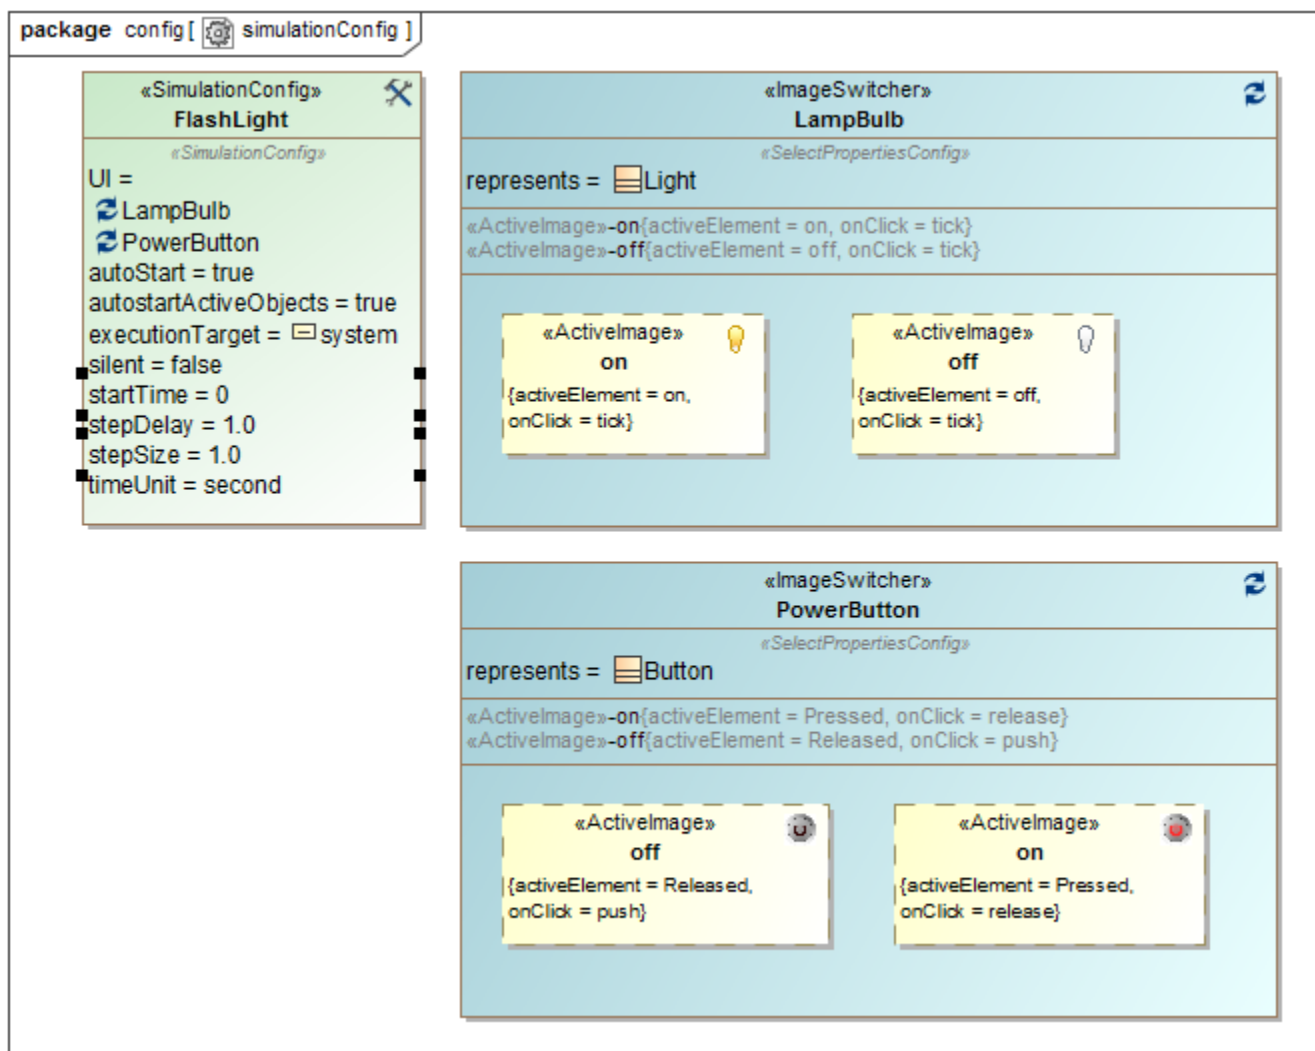 package config[ simulationConfig ]
«SimulationConfig»
FlashLight
«SimulationConfig»
UI =
LampBulb
PowerButton
autoStart = true
autostartActiveObjects = true
executionTarget = system
silent = false
startTime = 0
stepDelay = 1.0
stepSize = 1.0
timeUnit = second
«ImageSwitcher»
LampBulb
«SelectPropertiesConfig»
represents = Light
«ActiveImage»-on{activeElement = on, onClick = tick}
«ActiveImage»-off{activeElement = off, onClick = tick}
«ActiveImage»
on
{activeElement = on,
onClick = tick}
«ActiveImage»
off
{activeElement = off,
onClick = tick}
«ImageSwitcher»
PowerButton
«SelectPropertiesConfig»
represents = Button
«ActiveImage»-on{activeElement = Pressed, onClick = release}
«ActiveImage»-off{activeElement = Released, onClick = push}
«ActiveImage»
off
{activeElement = Released,
onClick = push}
«ActiveImage»
on
{activeElement = Pressed,
onClick = release}